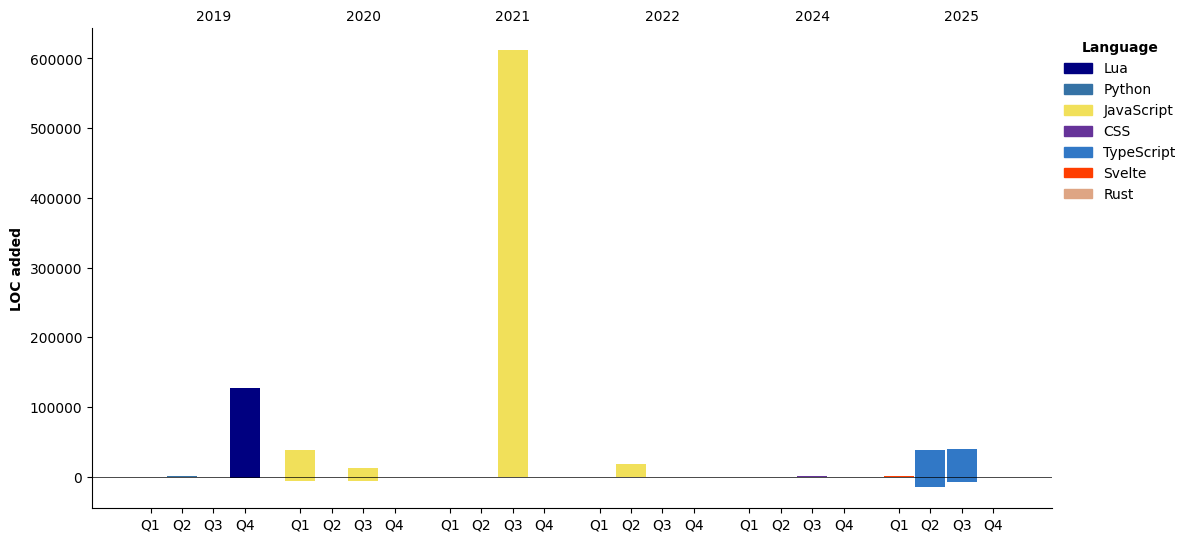 2019 2020 2021 2022 2024 2025
Language
Lua
Python
JavaScript
CSS
TypeScript
Svelte
Rust
LOC added
600000
500000
400000
300000
200000
100000
0
Q1 Q2 Q3 Q4 Q1 Q2 Q3 Q4 Q1 Q2 Q3 Q4 Q1 Q2 Q3 Q4 Q1 Q2 Q3 Q4 Q1 Q2 Q3 Q4